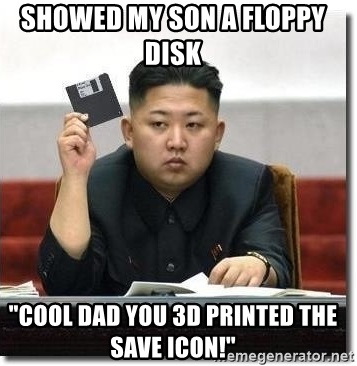 SHOWED MY SON A FLOPPY
DISK
"COOL DAD YOU 3D PRINTED THE
SAVE ICON!"
memegenerator.net